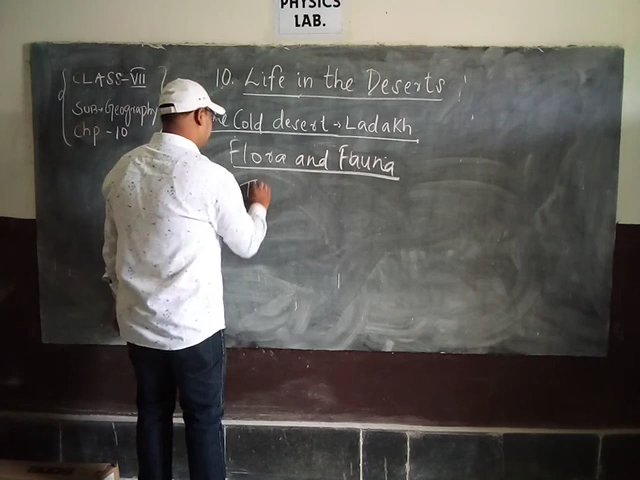 PHYSICS
LAB.
CLASS-VII
Sub→Geography
Chp-10
10. Life in the Deserts
Cold desert → Ladakh
Flora and Fauna